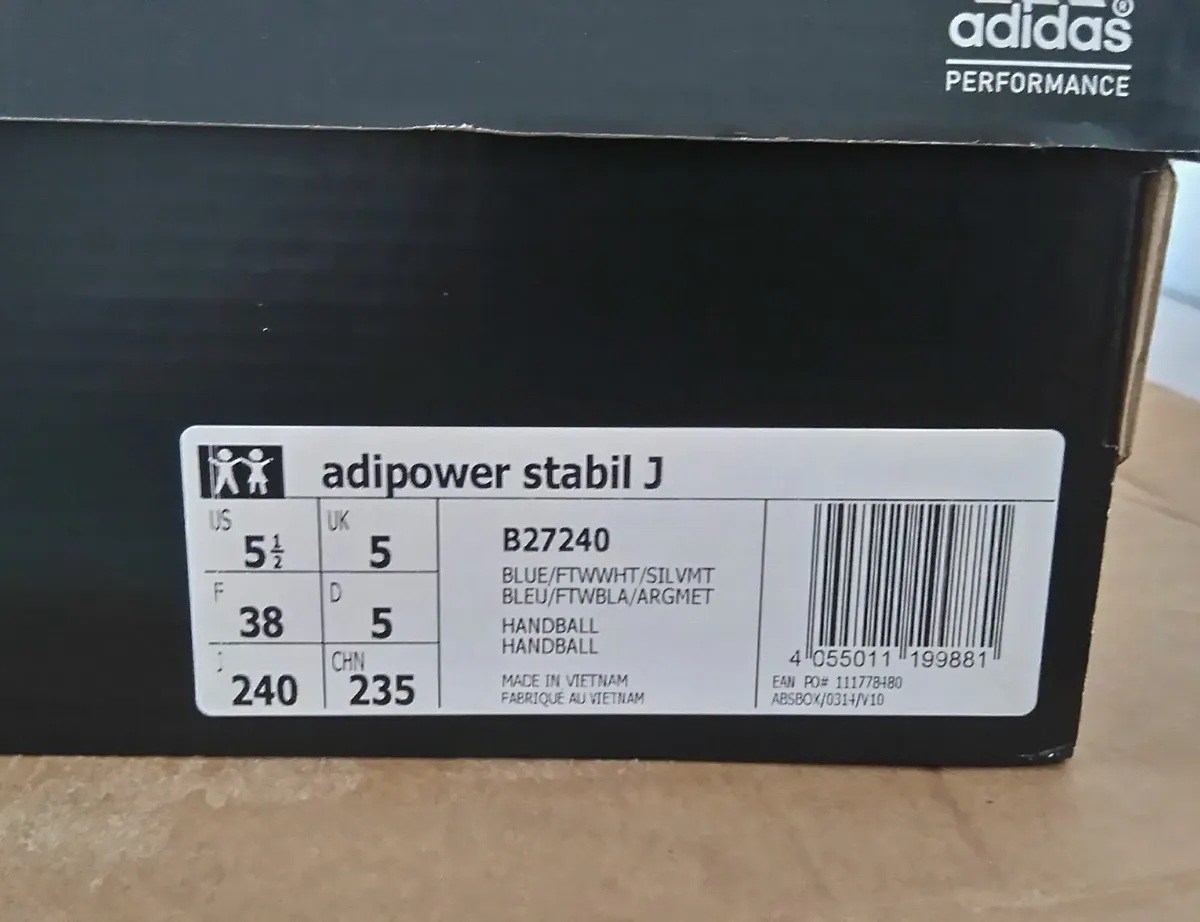 adidas®
PERFORMANCE
adipower stabil J
US 5½ UK 5
F 38 D 5
J 240 CHN 235
B27240
BLUE/FTWWHT/SILVMT
BLEU/FTWBLA/ARGMET
HANDBALL
HANDBALL
MADE IN VIETNAM
FABRIQUÉ AU VIETNAM
4 055011 199881
EAN PO# 111778480
ABSBOX/0314/V10